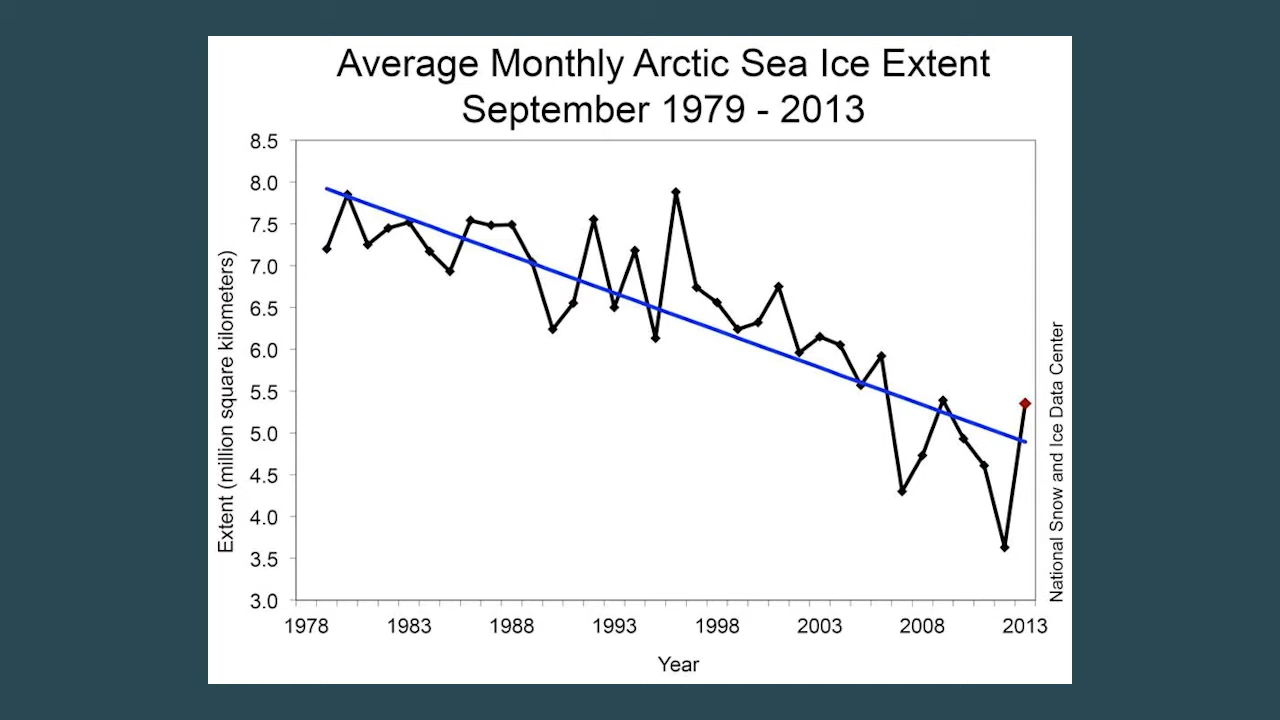 Average Monthly Arctic Sea Ice Extent
September 1979 - 2013
8.5
8.0
7.5
7.0
6.5
6.0
5.5
5.0
4.5
4.0
3.5
3.0
Extent (million square kilometers)
National Snow and Ice Data Center
1978 1983 1988 1993 1998 2003 2008 2013
Year